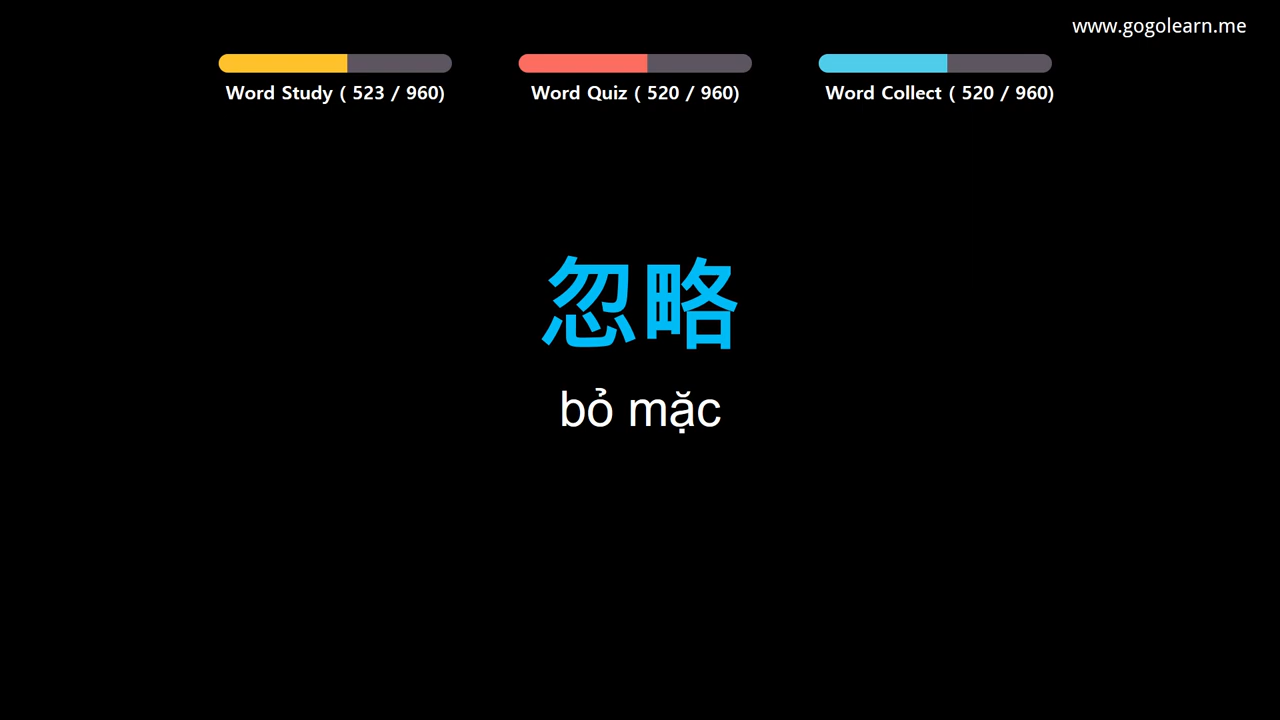 www.gogolearn.me
Word Study ( 523 / 960)
Word Quiz ( 520 / 960)
Word Collect ( 520 / 960)
忽略
bỏ mặc